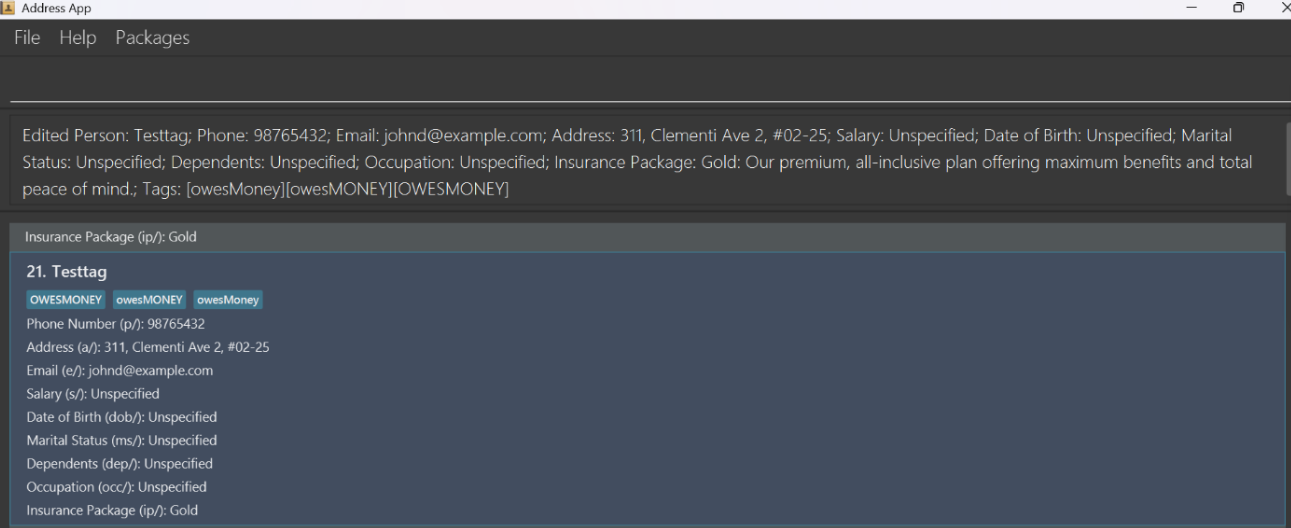 Address App
File Help Packages
Edited Person: Testtag; Phone: 98765432; Email: johnd@example.com; Address: 311, Clementi Ave 2, #02-25; Salary: Unspecified; Date of Birth: Unspecified; Marital
Status: Unspecified; Dependents: Unspecified; Occupation: Unspecified; Insurance Package: Gold: Our premium, all-inclusive plan offering maximum benefits and total
peace of mind.; Tags: [owesMoney][owesMONEY][OWESMONEY]
Insurance Package (ip/): Gold
21. Testtag
OWESMONEY owesMONEY owesMoney
Phone Number (p/): 98765432
Address (a/): 311, Clementi Ave 2, #02-25
Email (e/): johnd@example.com
Salary (s/): Unspecified
Date of Birth (dob/): Unspecified
Marital Status (ms/): Unspecified
Dependents (dep/): Unspecified
Occupation (occ/): Unspecified
Insurance Package (ip/): Gold